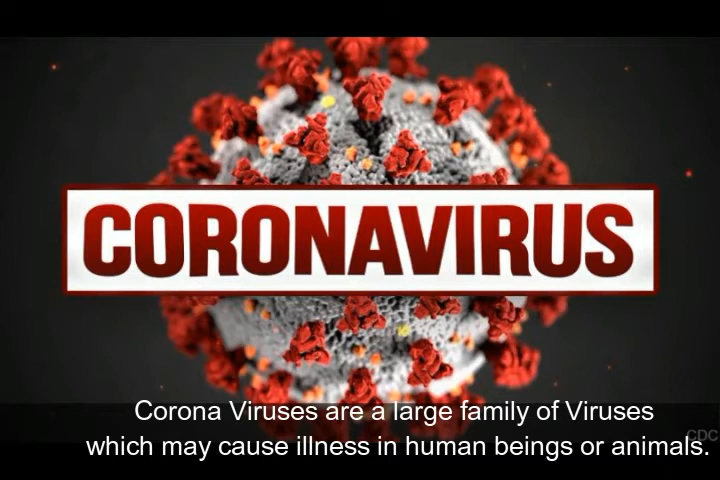 CORONAVIRUS
Corona Viruses are a large family of Viruses
which may cause illness in human beings or animals.
CDC